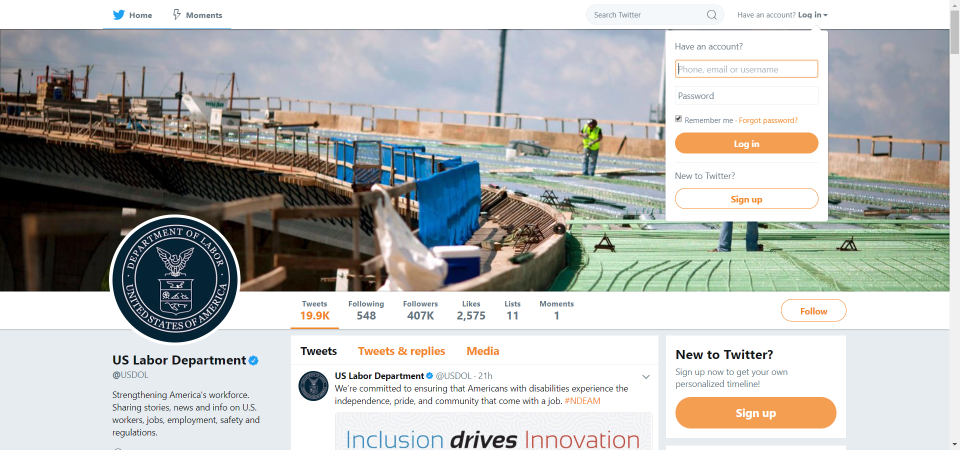 Home
Moments
Search Twitter
Have an account? Log in
Have an account?
Phone, email or username
Password
Remember me · Forgot password?
Log in
New to Twitter?
Sign up
DEPARTMENT OF LABOR
UNITED STATES OF AMERICA
Tweets
19.9K
Following
548
Followers
407K
Likes
2,575
Lists
11
Moments
1
Follow
US Labor Department
@USDOL
Strengthening America's workforce.
Sharing stories, news and info on U.S.
workers, jobs, employment, safety and
regulations.
Tweets
Tweets & replies
Media
US Labor Department @USDOL · 21h
We're committed to ensuring that Americans with disabilities experience the
independence, pride, and community that come with a job. #NDEAM
Inclusion drives Innovation
New to Twitter?
Sign up now to get your own
personalized timeline!
Sign up